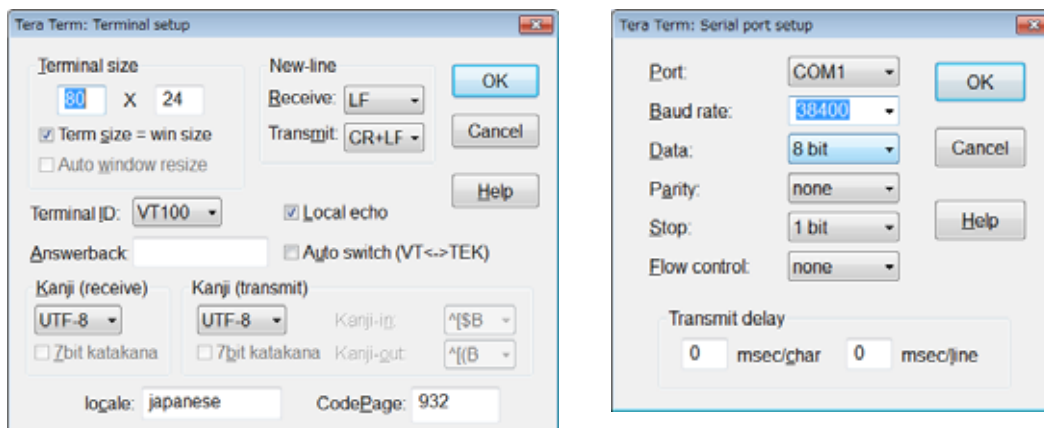 Tera Term: Terminal setup
Terminal size
80 X 24
Term size = win size
Auto window resize
New-line
Receive: LF
Transmit: CR+LF
OK
Cancel
Help
Terminal ID: VT100
Local echo
Answerback:
Auto switch (VT<->TEK)
Kanji (receive)
UTF-8
7bit katakana
Kanji (transmit)
UTF-8
7bit katakana
Kanji-in: ^[$B
Kanji-out: ^[(B
locale: japanese
CodePage: 932
Tera Term: Serial port setup
Port: COM1
Baud rate: 38400
Data: 8 bit
Parity: none
Stop: 1 bit
Flow control: none
OK
Cancel
Help
Transmit delay
0 msec/char 0 msec/line